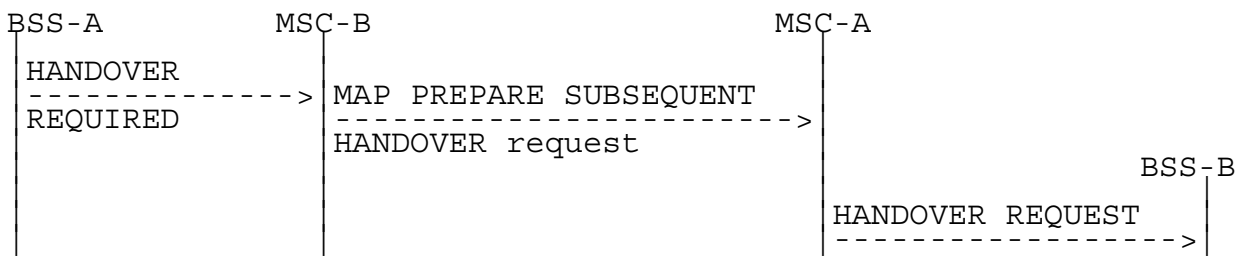 BSS-A MSC-B MSC-A
HANDOVER
REQUIRED
MAP PREPARE SUBSEQUENT
HANDOVER request
BSS-B
HANDOVER REQUEST